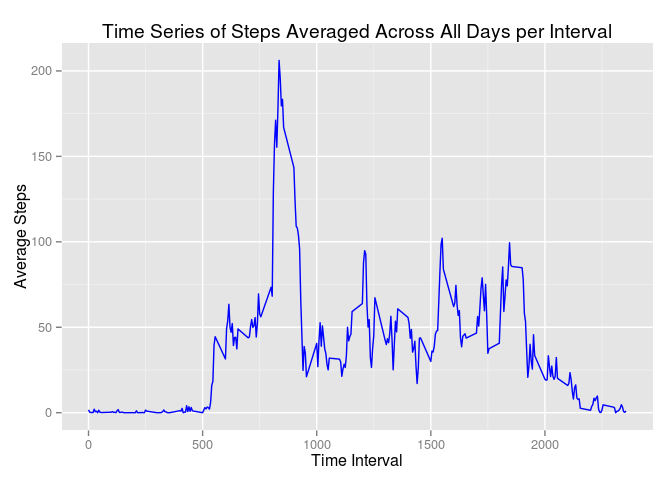 Time Series of Steps Averaged Across All Days per Interval
200
150
100
50
0
Average Steps
0 500 1000 1500 2000
Time Interval